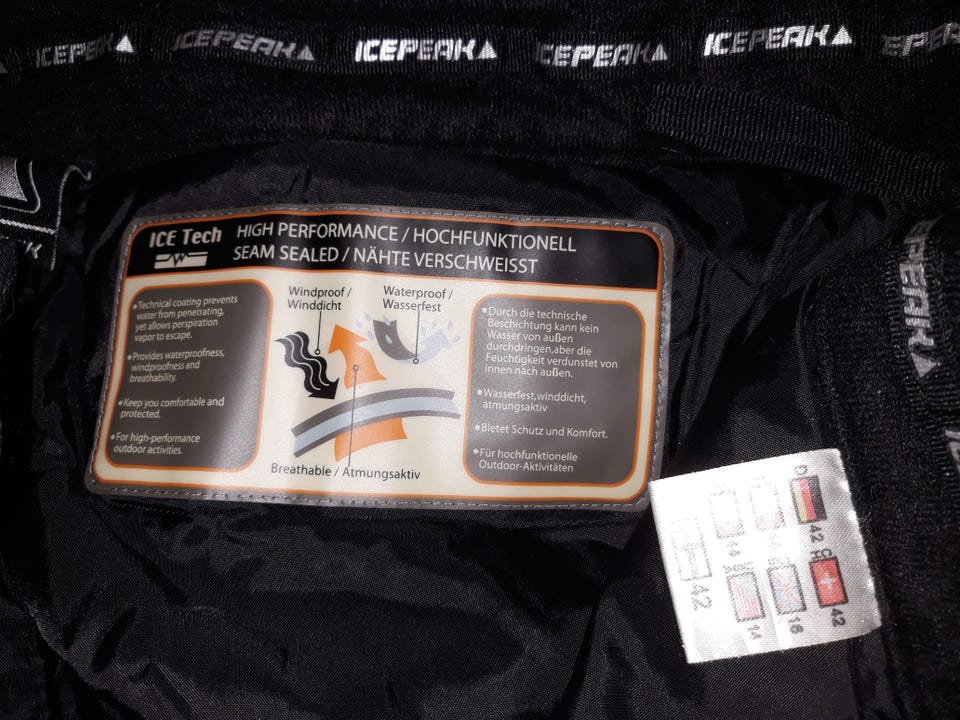 ICEPEAK ICEPEAK ICEPEAK ICEPEAK ICEPEAK
ICE Tech
HIGH PERFORMANCE / HOCHFUNKTIONELL
SEAM SEALED / NÄHTE VERSCHWEISST
•Technical coating prevents
water from penetrating,
yet allows perspiration
vapor to escape.
•Provides waterproofness,
windproofness and
breathability.
•Keep you comfortable and
protected.
•For high-performance
outdoor activities.
Windproof /
Winddicht
Waterproof /
Wasserfest
Breathable / Atmungsaktiv
•Durch die technische
Beschichtung kann kein
Wasser von außen
durchdringen,aber die
Feuchtigkeit verdunstet von
innen nach außen.
•Wasserfest,winddicht,
atmungsaktiv
•Bietet Schutz und Komfort.
•Für hochfunktionelle
Outdoor-Aktivitäten
D
42
44
42
CH
42
16
USA
14